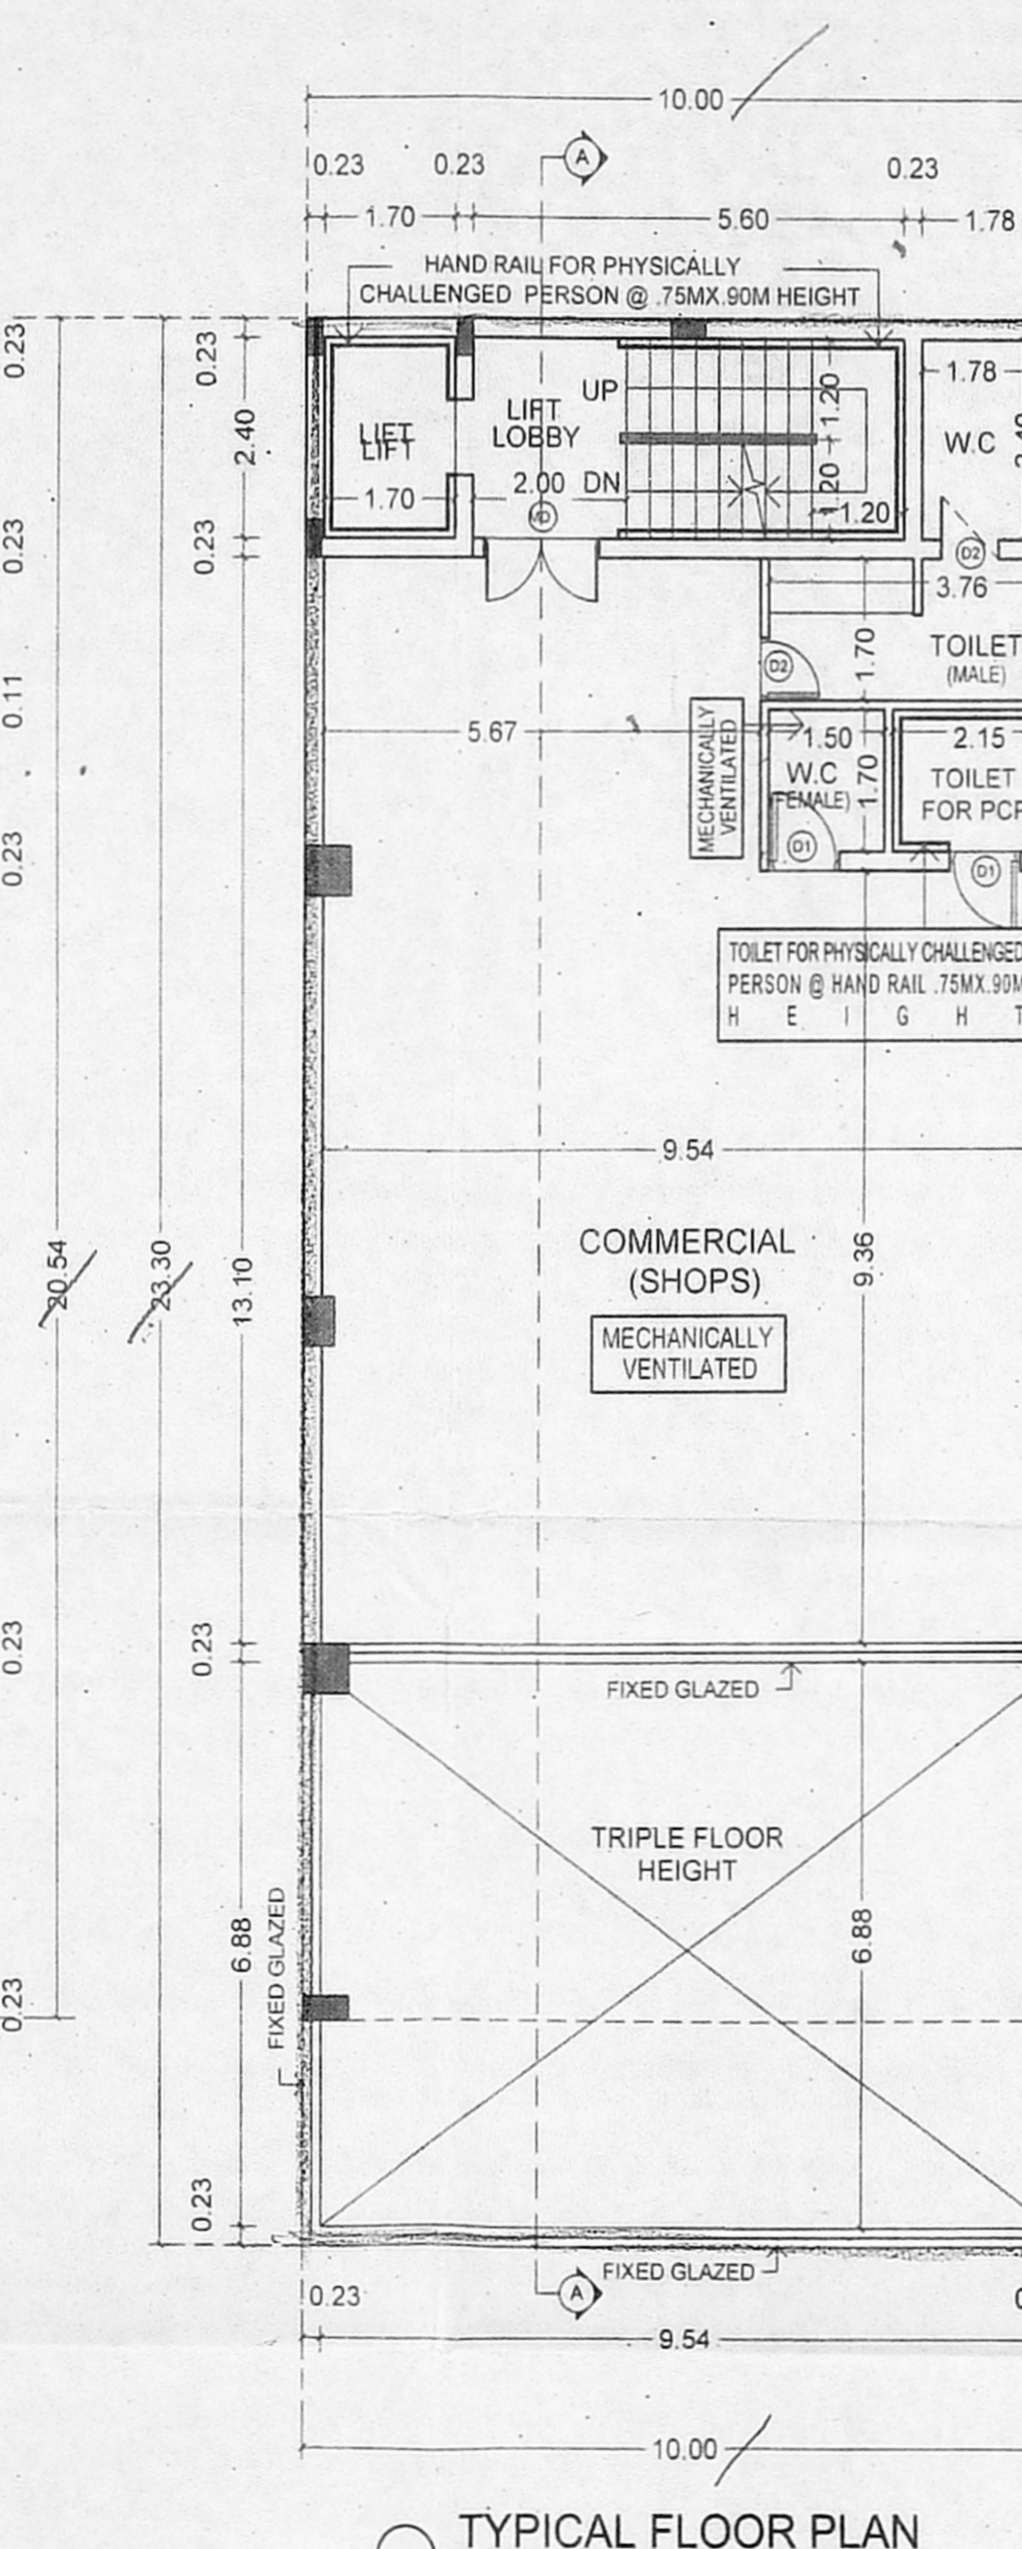 10.00
A
0.23 0.23 0.23
1.70 5.60 1.78
HAND RAIL FOR PHYSICALLY
CHALLENGED PERSON @ .75MX.90M HEIGHT
0.23
0.23
2.40
0.23
0.23
LIFT
LIFT
1.70
LIFT
LOBBY
2.00
MD
UP
DN
1.20
1.20
1.78
W.C
D2
3.76
TOILET
(MALE)
D2
1.70
0.11
5.67
MECHANICALLY
VENTILATED
1.50
W.C
(FEMALE)
1.70
D1
2.15
TOILET
FOR PCP
D1
0.23
TOILET FOR PHYSICALLY CHALLENGED
PERSON @ HAND RAIL .75MX.90M
H E I G H T
9.54
COMMERCIAL
(SHOPS)
9.36
MECHANICALLY
VENTILATED
20.54
23.30
13.10
0.23
0.23
FIXED GLAZED
TRIPLE FLOOR
HEIGHT
6.88
6.88
FIXED GLAZED
0.23
0.23
FIXED GLAZED
A
0.23
9.54
10.00
TYPICAL FLOOR PLAN